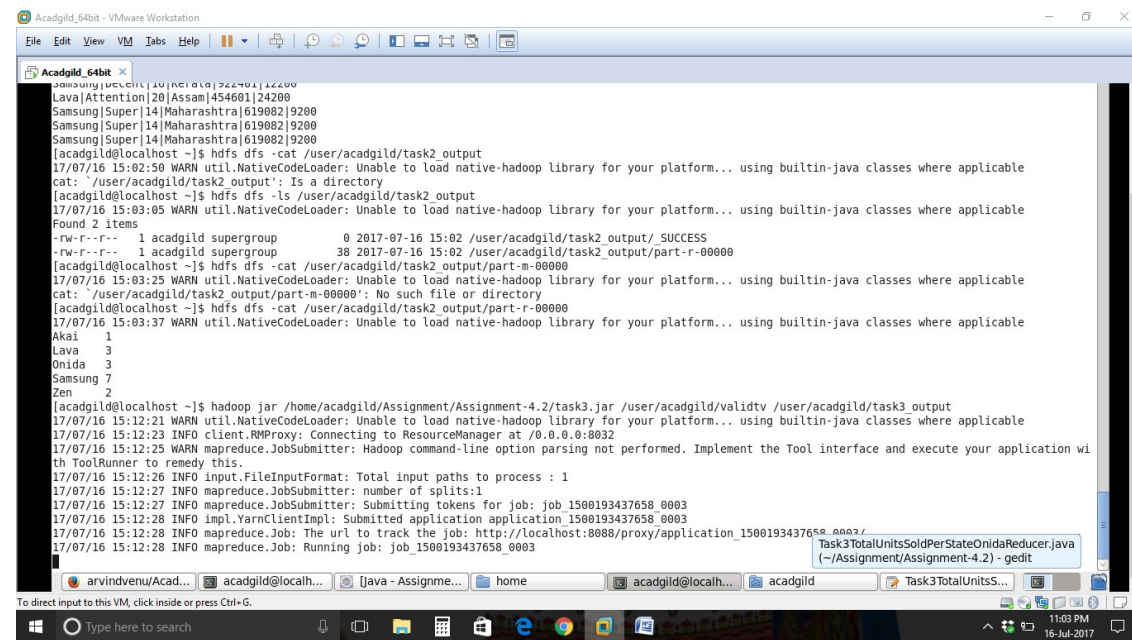 Acadgild_64bit - VMware Workstation
File Edit View VM Tabs Help
Acadgild_64bit ×
Samsung|Decent|16|Kerala|922401|12200
Lava|Attention|20|Assam|454601|24200
Samsung|Super|14|Maharashtra|619082|9200
Samsung|Super|14|Maharashtra|619082|9200
Samsung|Super|14|Maharashtra|619082|9200
[acadgild@localhost ~]$ hdfs dfs -cat /user/acadgild/task2_output
17/07/16 15:02:50 WARN util.NativeCodeLoader: Unable to load native-hadoop library for your platform... using builtin-java classes where applicable
cat: `/user/acadgild/task2_output': Is a directory
[acadgild@localhost ~]$ hdfs dfs -ls /user/acadgild/task2_output
17/07/16 15:03:05 WARN util.NativeCodeLoader: Unable to load native-hadoop library for your platform... using builtin-java classes where applicable
Found 2 items
-rw-r--r-- 1 acadgild supergroup 0 2017-07-16 15:02 /user/acadgild/task2_output/_SUCCESS
-rw-r--r-- 1 acadgild supergroup 38 2017-07-16 15:02 /user/acadgild/task2_output/part-r-00000
[acadgild@localhost ~]$ hdfs dfs -cat /user/acadgild/task2_output/part-m-00000
17/07/16 15:03:25 WARN util.NativeCodeLoader: Unable to load native-hadoop library for your platform... using builtin-java classes where applicable
cat: `/user/acadgild/task2_output/part-m-00000': No such file or directory
[acadgild@localhost ~]$ hdfs dfs -cat /user/acadgild/task2_output/part-r-00000
17/07/16 15:03:37 WARN util.NativeCodeLoader: Unable to load native-hadoop library for your platform... using builtin-java classes where applicable
Akai 1
Lava 3
Onida 3
Samsung 7
Zen 2
[acadgild@localhost ~]$ hadoop jar /home/acadgild/Assignment/Assignment-4.2/task3.jar /user/acadgild/validtv /user/acadgild/task3_output
17/07/16 15:12:21 WARN util.NativeCodeLoader: Unable to load native-hadoop library for your platform... using builtin-java classes where applicable
17/07/16 15:12:23 INFO client.RMProxy: Connecting to ResourceManager at /0.0.0.0:8032
17/07/16 15:12:25 WARN mapreduce.JobSubmitter: Hadoop command-line option parsing not performed. Implement the Tool interface and execute your application wi
th ToolRunner to remedy this.
17/07/16 15:12:26 INFO input.FileInputFormat: Total input paths to process : 1
17/07/16 15:12:27 INFO mapreduce.JobSubmitter: number of splits:1
17/07/16 15:12:27 INFO mapreduce.JobSubmitter: Submitting tokens for job: job_1500193437658_0003
17/07/16 15:12:28 INFO impl.YarnClientImpl: Submitted application application_1500193437658_0003
17/07/16 15:12:28 INFO mapreduce.Job: The url to track the job: http://localhost:8088/proxy/application_1500193437658_0003/
17/07/16 15:12:28 INFO mapreduce.Job: Running job: job_1500193437658_0003
Task3TotalUnitsSoldPerStateOnidaReducer.java
(~/Assignment/Assignment-4.2) - gedit
arvindvenu/Acad... acadgild@localh... [Java - Assignme... home acadgild@localh... acadgild Task3TotalUnitsS...
To direct input to this VM, click inside or press Ctrl+G.
Type here to search
11:03 PM
16-Jul-2017